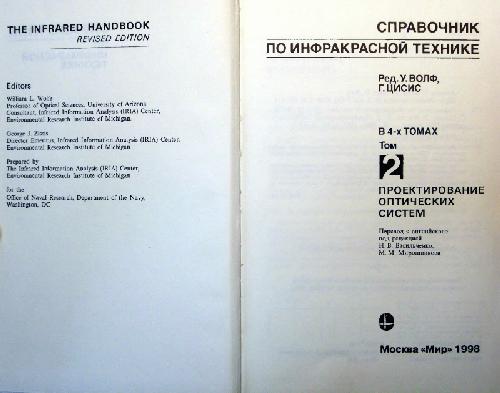 THE INFRARED HANDBOOK
REVISED EDITION
Editors
William L. Wolfe
Professor of Optical Sciences, University of Arizona
Consultant, Infrared Information Analysis (IRIA) Center,
Environmental Research Institute of Michigan
George J. Zissis
Director Emeritus, Infrared Information Analysis (IRIA) Center,
Environmental Research Institute of Michigan
Prepared by
The Infrared Information Analysis (IRIA) Center,
Environmental Research Institute of Michigan
for the
Office of Naval Research, Department of the Navy,
Washington, DC
СПРАВОЧНИК
ПО ИНФРАКРАСНОЙ ТЕХНИКЕ
Ред. У. ВОЛФ,
Г. ЦИСИС
В 4-х ТОМАХ
Том
2
ПРОЕКТИРОВАНИЕ
ОПТИЧЕСКИХ
СИСТЕМ
Перевод с английского
под редакцией
Н. В. Васильченко,
М. М. Мирошникова
Москва «Мир» 1998